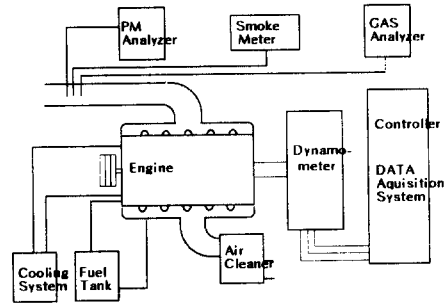 PM
Analyzer
Smoke
Meter
GAS
Analyzer
Engine
Dynamo-
meter
Controller
DATA
Aquisition
System
Cooling
System
Fuel
Tank
Air
Cleaner